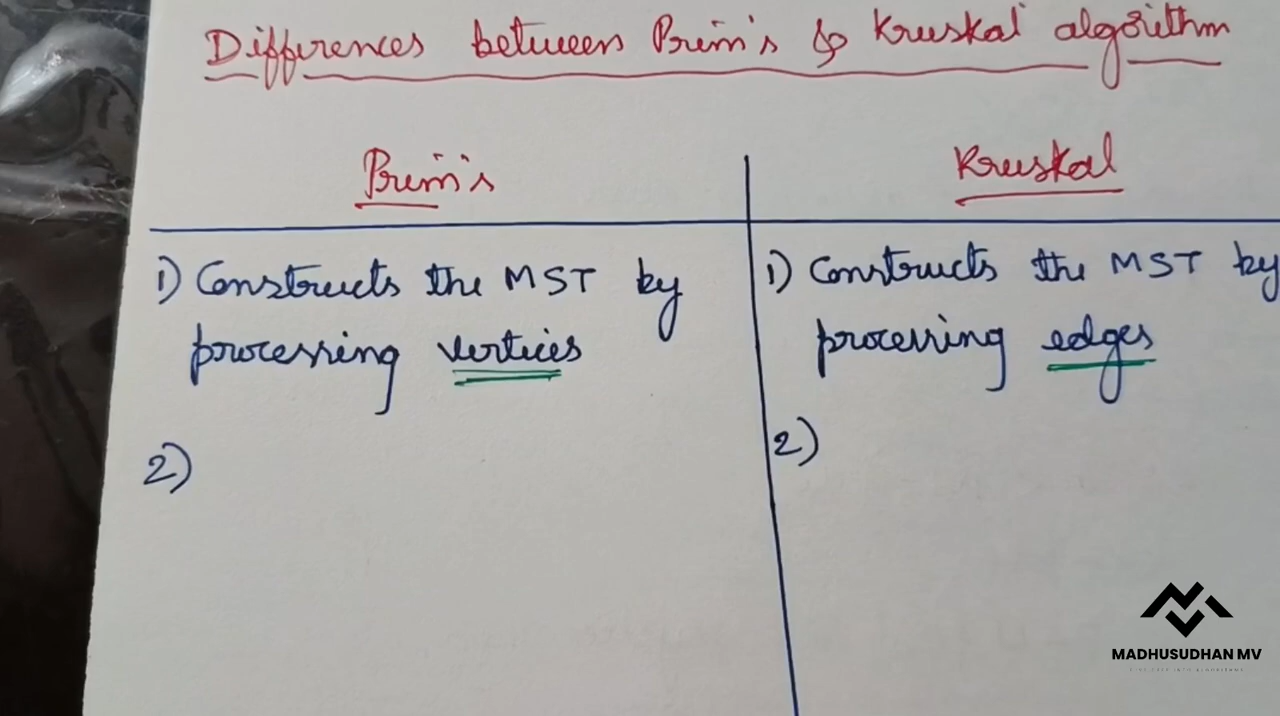 Differences between Prim's & Kruskal algorithm
Prim's
Kruskal
1) Constructs the MST by
processing vertices
2)
1) Constructs the MST by
processing edges
2)
MADHUSUDHAN MV